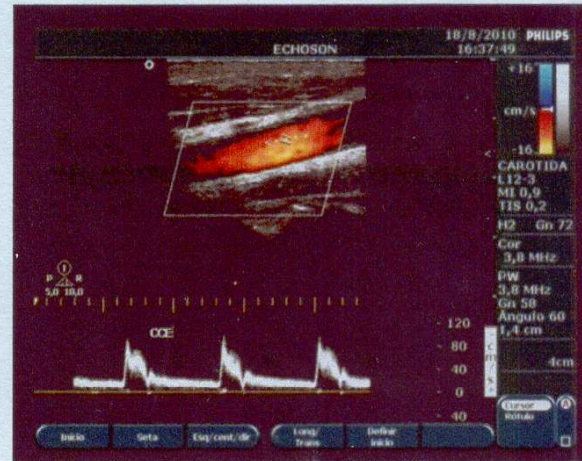 18/8/2010 PHILIPS
ECHOSON 16:37:49
+16
cm/s
-16
CAROTIDA
L12-3
MI 0,9
TIS 0,2
H2 Gn 72
Cor
3,8 MHz
PW
3,8 MHz
Gn 58
Ângulo 60
1,4 cm
P R
5,0 10,0
CCE
120
80
40
0
40
cm/s
4cm
Início
Seta
Esq/cent/dir
Long/
Trans
Definir
início
Cursor
Rótulo
A